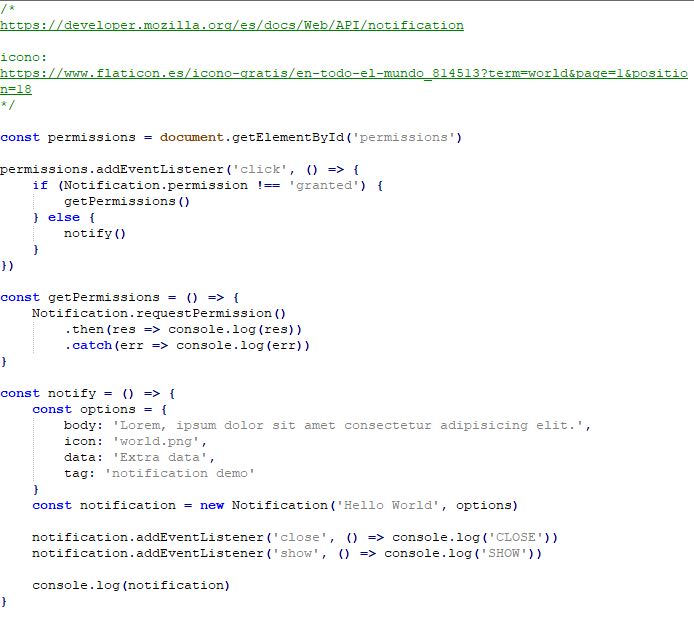 /*
https://developer.mozilla.org/es/docs/Web/API/notification
icono:
https://www.flaticon.es/icono-gratis/en-todo-el-mundo_814513?term=world&page=1&positio
n=18
*/
const permissions = document.getElementById('permissions')
permissions.addEventListener('click', () => {
    if (Notification.permission !== 'granted') {
        getPermissions()
    } else {
        notify()
    }
})
const getPermissions = () => {
    Notification.requestPermission()
        .then(res => console.log(res))
        .catch(err => console.log(err))
}
const notify = () => {
    const options = {
        body: 'Lorem, ipsum dolor sit amet consectetur adipisicing elit.',
        icon: 'world.png',
        data: 'Extra data',
        tag: 'notification demo'
    }
    const notification = new Notification('Hello World', options)
    notification.addEventListener('close', () => console.log('CLOSE'))
    notification.addEventListener('show', () => console.log('SHOW'))
    console.log(notification)
}